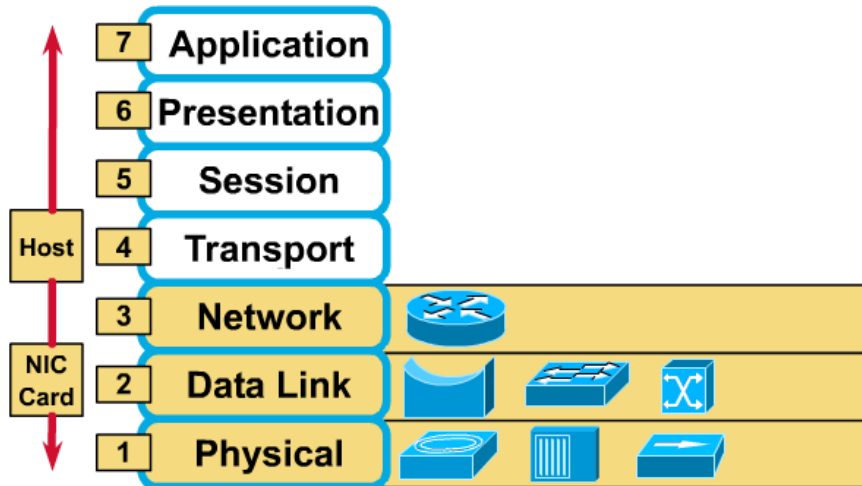 7 Application
6 Presentation
5 Session
Host
4 Transport
3 Network
NIC
Card
2 Data Link
1 Physical